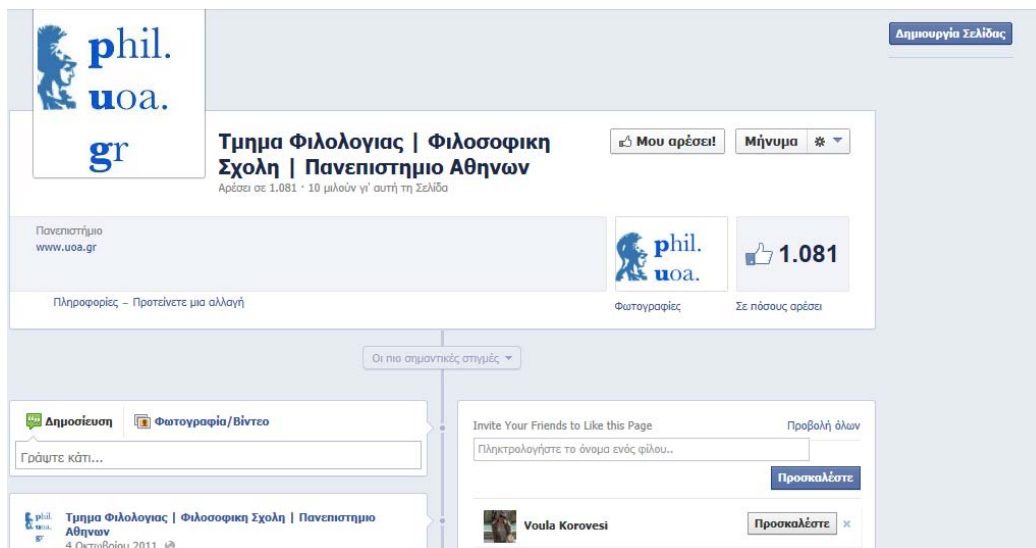 phil.
uoa.
gr
Δημιουργία Σελίδας
Τμημα Φιλολογιας | Φιλοσοφικη
Σχολη | Πανεπιστημιο Αθηνων
Αρέσει σε 1.081 · 10 μιλούν γι' αυτή τη Σελίδα
Μου αρέσει!
Μήνυμα
Πανεπιστήμιο
www.uoa.gr
phil.
uoa.
1.081
Πληροφορίες – Προτείνετε μια αλλαγή
Φωτογραφίες
Σε πόσους αρέσει
Οι πιο σημαντικές στιγμές
Δημοσίευση
Φωτογραφία/Βίντεο
Γράψτε κάτι...
Invite Your Friends to Like this Page
Προβολή όλων
Πληκτρολογήστε το όνομα ενός φίλου..
Προσκαλέστε
Voula Korovesi
Προσκαλέστε
phil.
uoa.
gr
Τμημα Φιλολογιας | Φιλοσοφικη Σχολη | Πανεπιστημιο
Αθηνων
4 Οκτωβρίου 2011